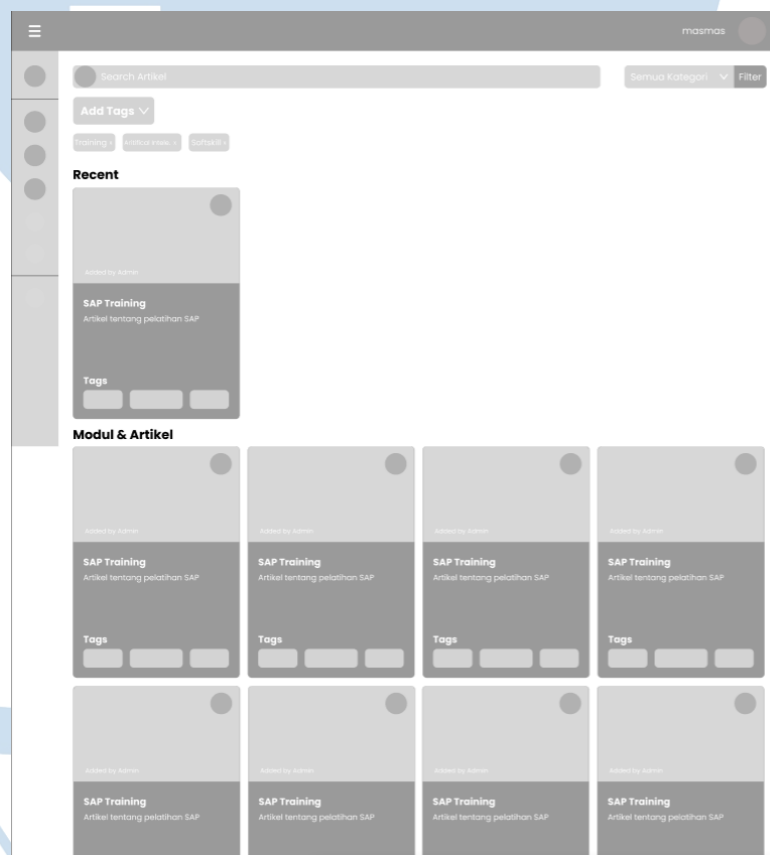 masmas
Search Artikel
Semua Kategori
Filter
Add Tags
Training ×
Softskill ×
Recent
Added by Admin
SAP Training
Artikel tentang pelatihan SAP
Tags
Modul & Artikel
Added by Admin Added by Admin Added by Admin Added by Admin
SAP Training SAP Training SAP Training SAP Training
Artikel tentang pelatihan SAP Artikel tentang pelatihan SAP Artikel tentang pelatihan SAP Artikel tentang pelatihan SAP
Tags Tags Tags Tags
Added by Admin Added by Admin Added by Admin Added by Admin
SAP Training SAP Training SAP Training SAP Training
Artikel tentang pelatihan SAP Artikel tentang pelatihan SAP Artikel tentang pelatihan SAP Artikel tentang pelatihan SAP